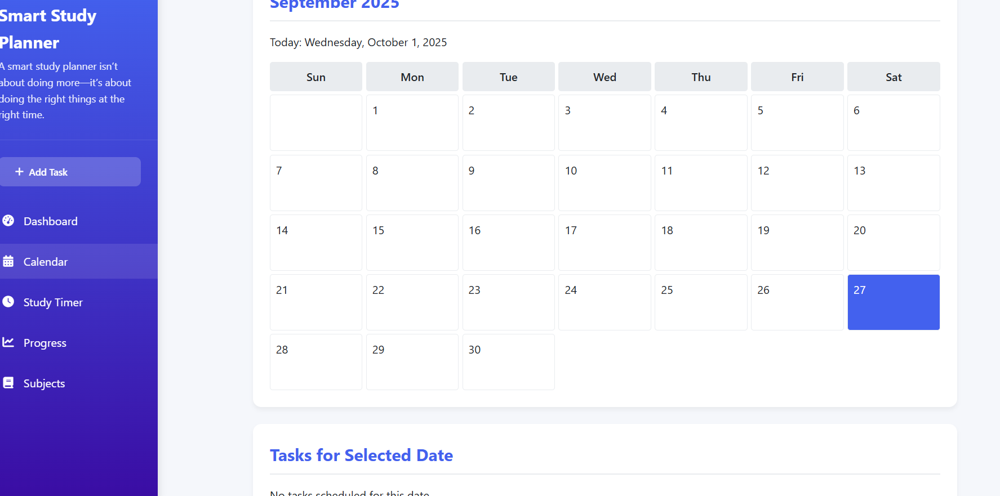 Smart Study
Planner
A smart study planner isn’t
about doing more—it’s about
doing the right things at the
right time.
Add Task
Dashboard
Calendar
Study Timer
Progress
Subjects
September 2025
Today: Wednesday, October 1, 2025
Sun Mon Tue Wed Thu Fri Sat
1 2 3 4 5 6
7 8 9 10 11 12 13
14 15 16 17 18 19 20
21 22 23 24 25 26 27
28 29 30
Tasks for Selected Date
No tasks scheduled for this date